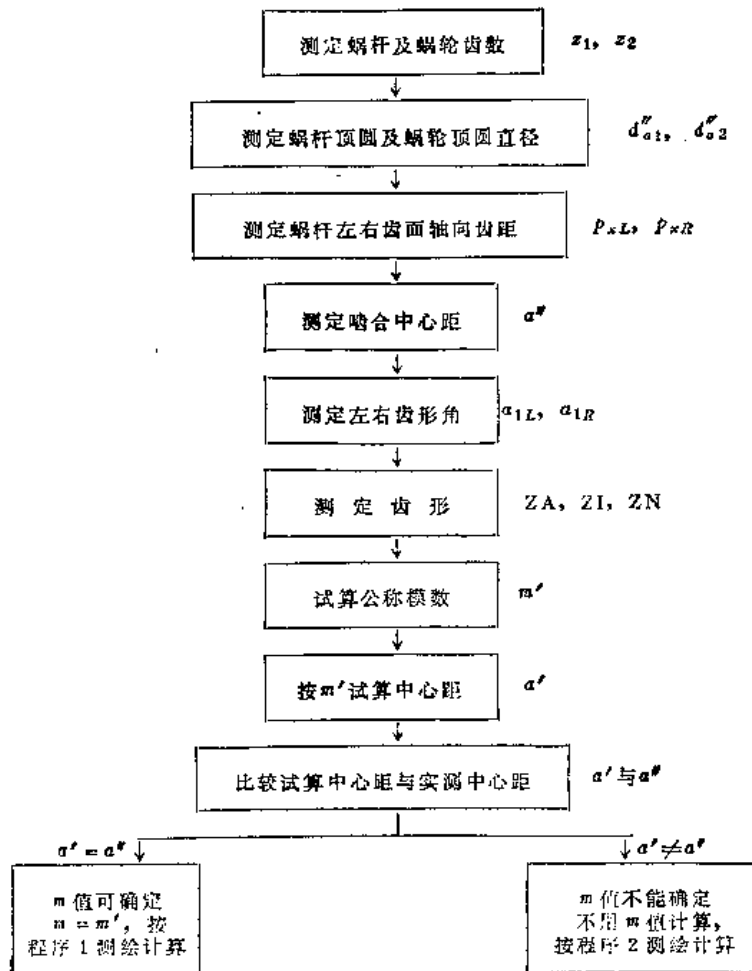 测定蜗杆及蜗轮齿数 z₁, z₂
测定蜗杆顶圆及蜗轮顶圆直径 d″ₐ₁, d″ₐ₂
测定蜗杆左右齿面轴向齿距 pₓL, pₓR
测定啮合中心距 a″
测定左右齿形角 α₁L, α₁R
测定齿形 ZA, ZI, ZN
试算公称模数 m′
按m′试算中心距 a′
比较试算中心距与实测中心距 a′与a″
a′=a″ a′≠a″
m值可确定
m=m′, 按
程序1测绘计算
m值不能确定
不用m值计算,
按程序2测绘计算